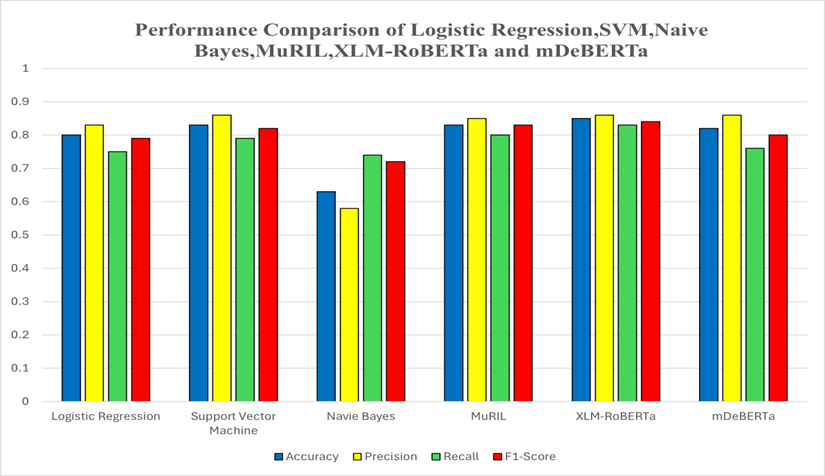 Performance Comparison of Logistic Regression,SVM,Naive
Bayes,MuRIL,XLM-RoBERTa and mDeBERTa
1
0.9
0.8
0.7
0.6
0.5
0.4
0.3
0.2
0.1
0
Logistic Regression
Support Vector
Machine
Navie Bayes
MuRIL
XLM-RoBERTa
mDeBERTa
Accuracy
Precision
Recall
F1-Score